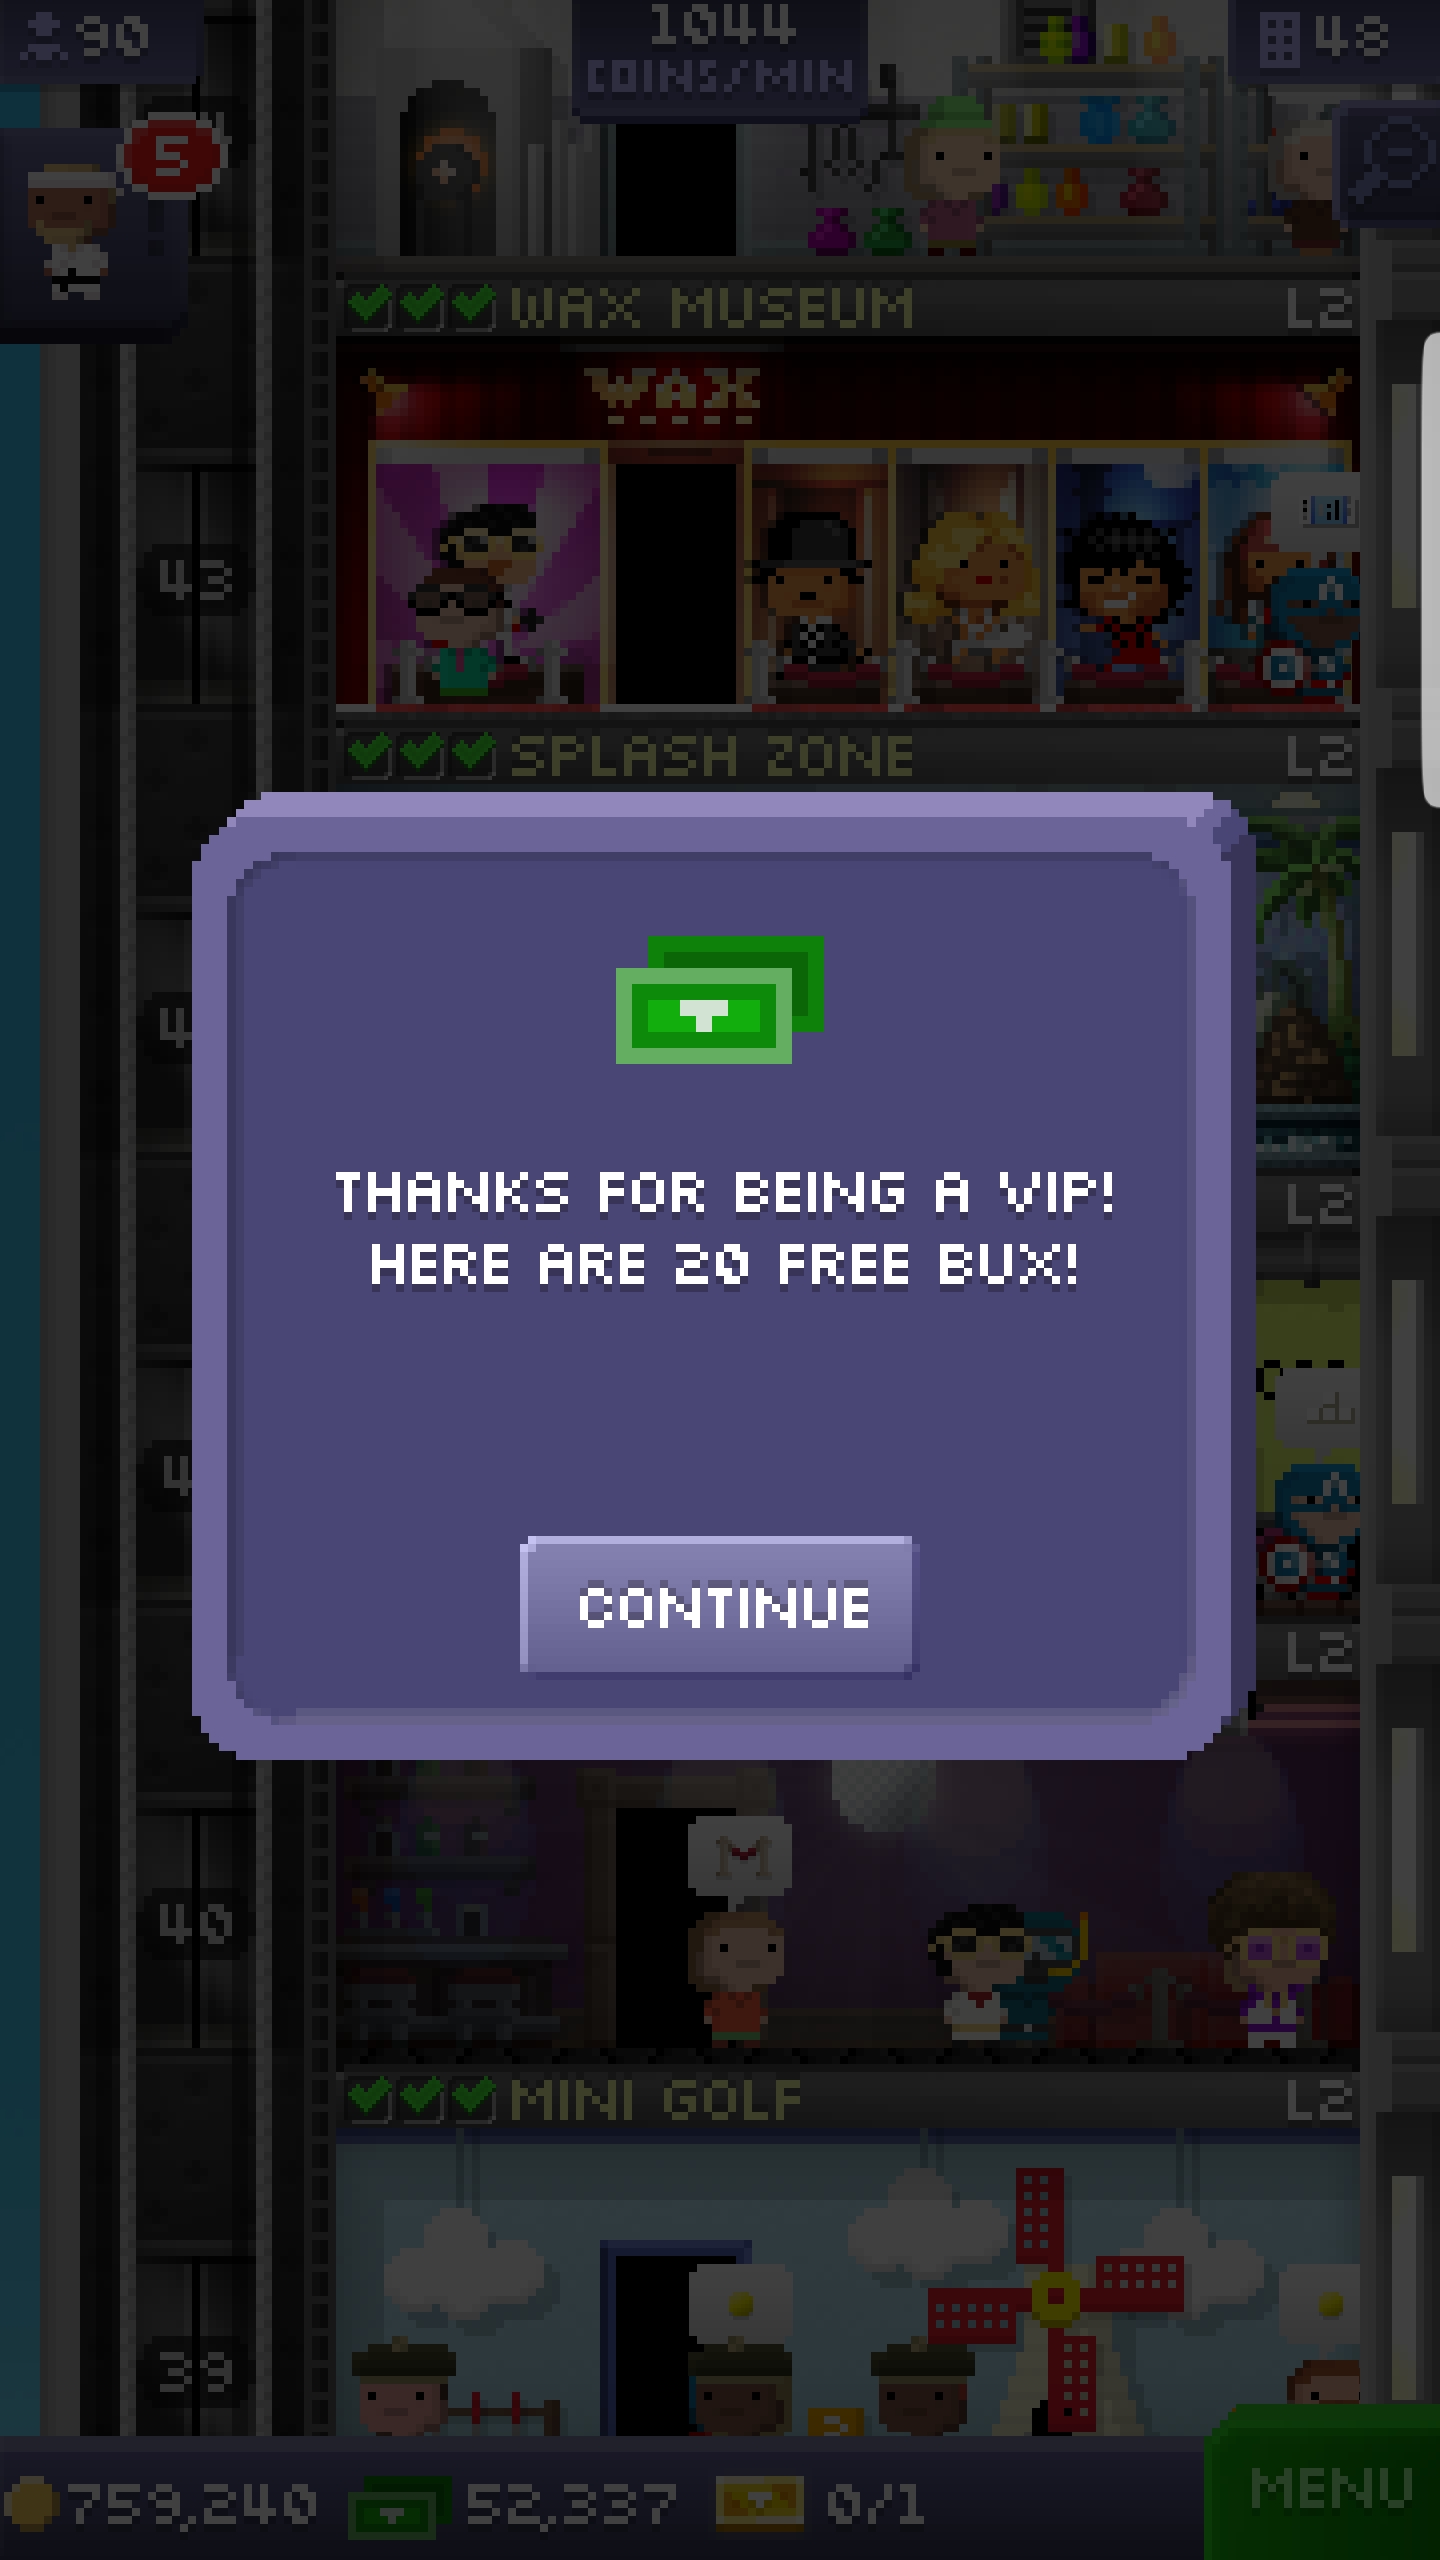 90
1044
COINS/MIN
48
5
WAX MUSEUM
L2
WAX
43
SPLASH ZONE
L2
THANKS FOR BEING A VIP!
HERE ARE 20 FREE BUX!
L2
CONTINUE
L2
40
MINI GOLF
L2
39
759,240
52,337
0/1
MENU